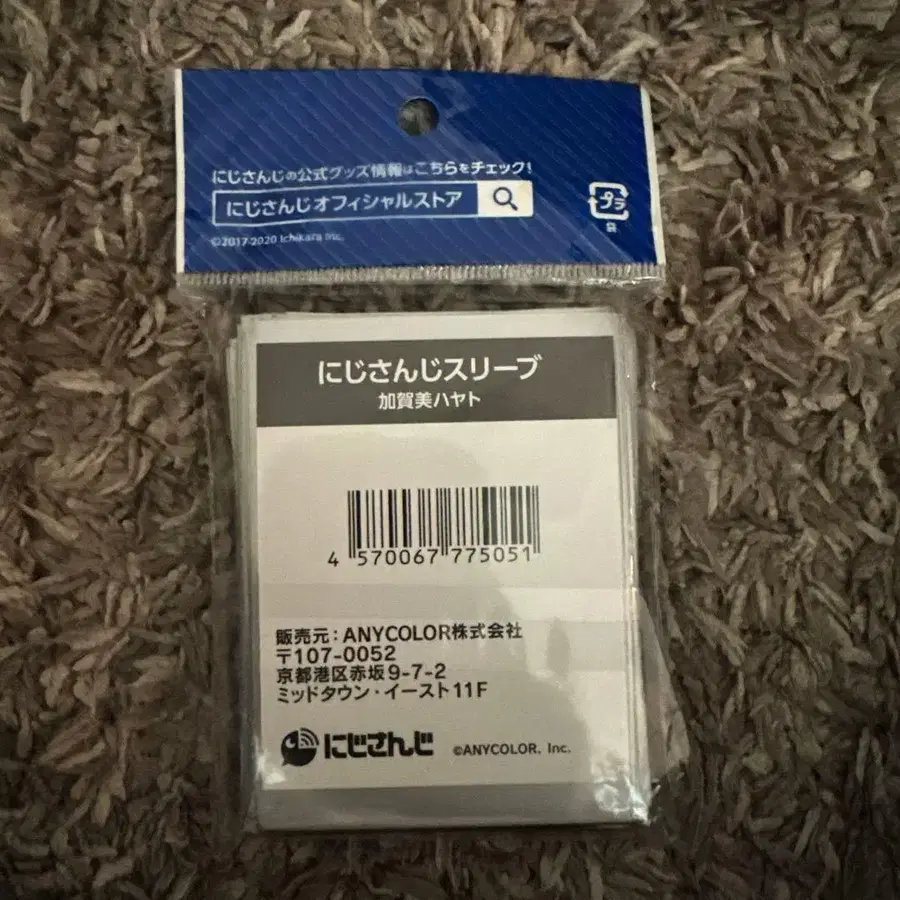 にじさんじの公式グッズ情報はこちらをチェック!
にじさんじオフィシャルストア
プラ
袋
©2017-2020 Ichikara Inc.
にじさんじスリーブ
加賀美ハヤト
4 570067 775051
販売元:ANYCOLOR株式会社
〒107-0052
京都港区赤坂9-7-2
ミッドタウン・イースト11F
にじさんじ
©ANYCOLOR, Inc.